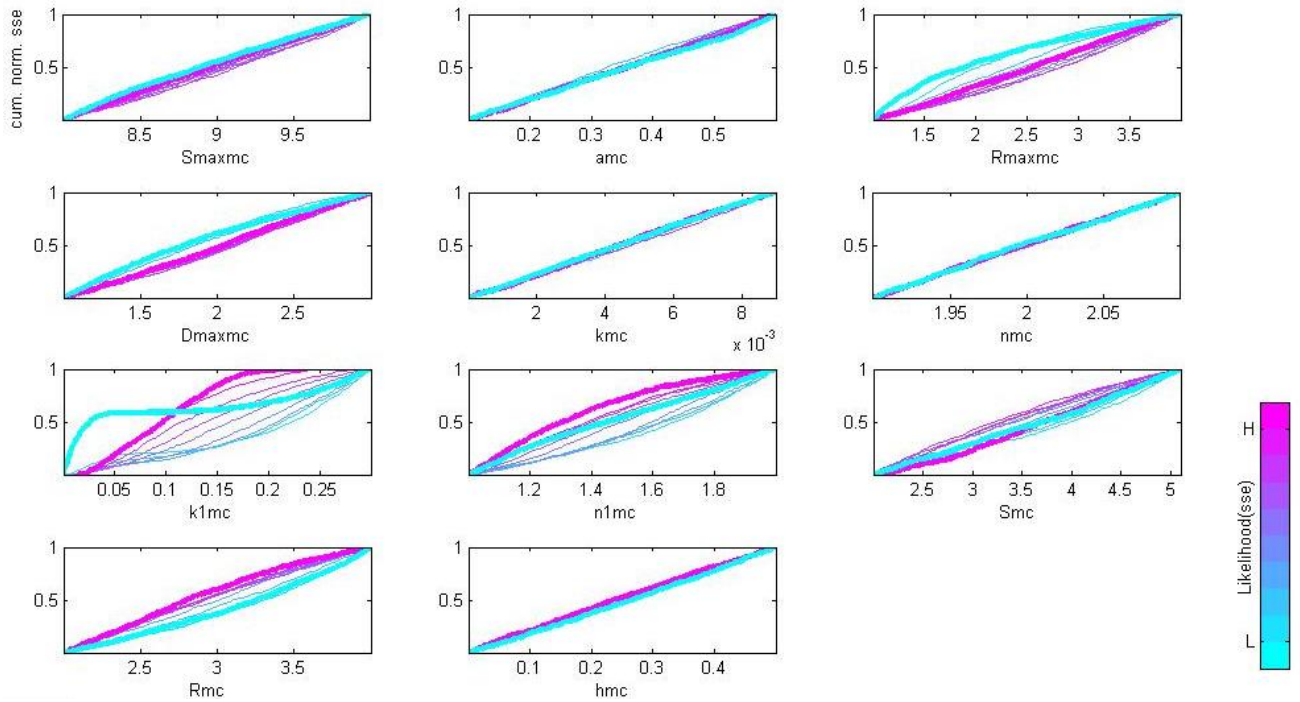 cum. norm. sse
1
0.5
8.5 9 9.5
Smaxmc
1
0.5
0.2 0.3 0.4 0.5
amc
1
0.5
1.5 2 2.5 3 3.5
Rmaxmc
1
0.5
1.5 2 2.5
Dmaxmc
1
0.5
2 4 6 8
kmc
x 10^-3
1
0.5
1.95 2 2.05
nmc
1
0.5
0.05 0.1 0.15 0.2 0.25
k1mc
1
0.5
1.2 1.4 1.6 1.8
n1mc
1
0.5
2.5 3 3.5 4 4.5 5
Smc
1
0.5
2.5 3 3.5
Rmc
1
0.5
0.1 0.2 0.3 0.4
hmc
H
Likelihood(sse)
L